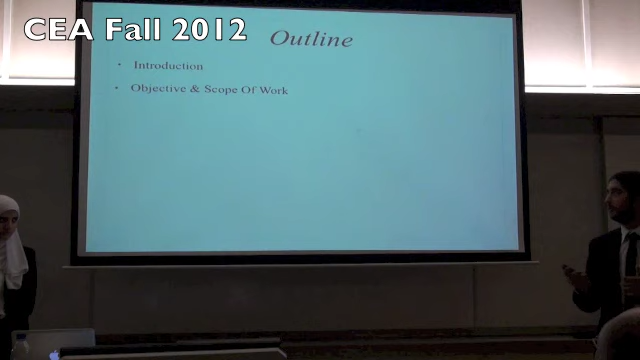 CEA Fall 2012
Outline
• Introduction
• Objective & Scope Of Work